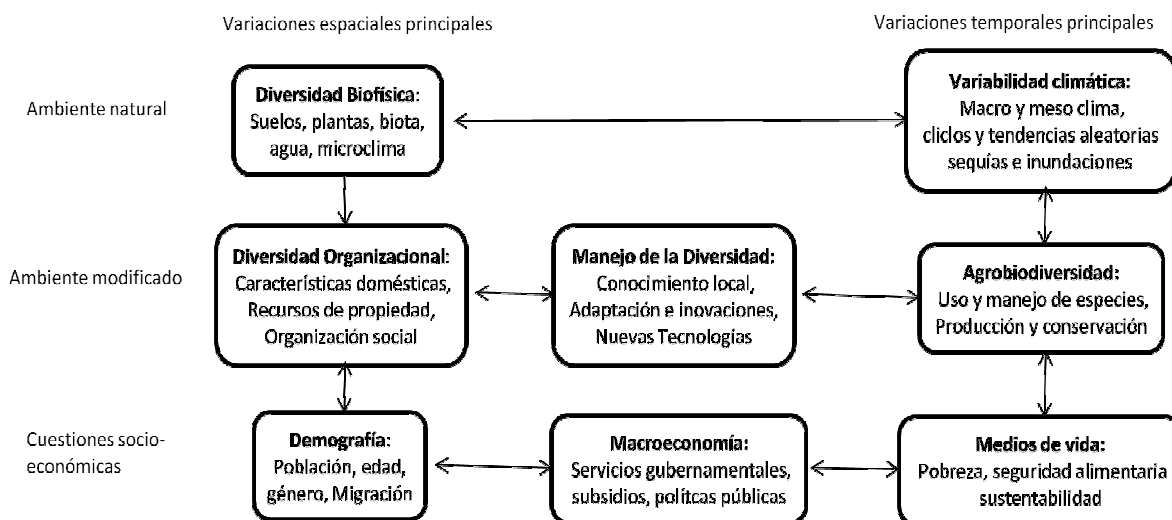 Variaciones espaciales principales
Variaciones temporales principales
Ambiente natural
Diversidad Biofísica:
Suelos, plantas, biota,
agua, microclima
Variabilidad climática:
Macro y meso clima,
cliclos y tendencias aleatorias
sequías e inundaciones
Ambiente modificado
Diversidad Organizacional:
Características domésticas,
Recursos de propiedad,
Organización social
Manejo de la Diversidad:
Conocimiento local,
Adaptación e inovaciones,
Nuevas Tecnologías
Agrobiodiversidad:
Uso y manejo de especies,
Producción y conservación
Cuestiones socio-
económicas
Demografía:
Población, edad,
género, Migración
Macroeconomía:
Servicios gubernamentales,
subsidios, polítcas públicas
Medios de vida:
Pobreza, seguridad alimentaria
sustentabilidad